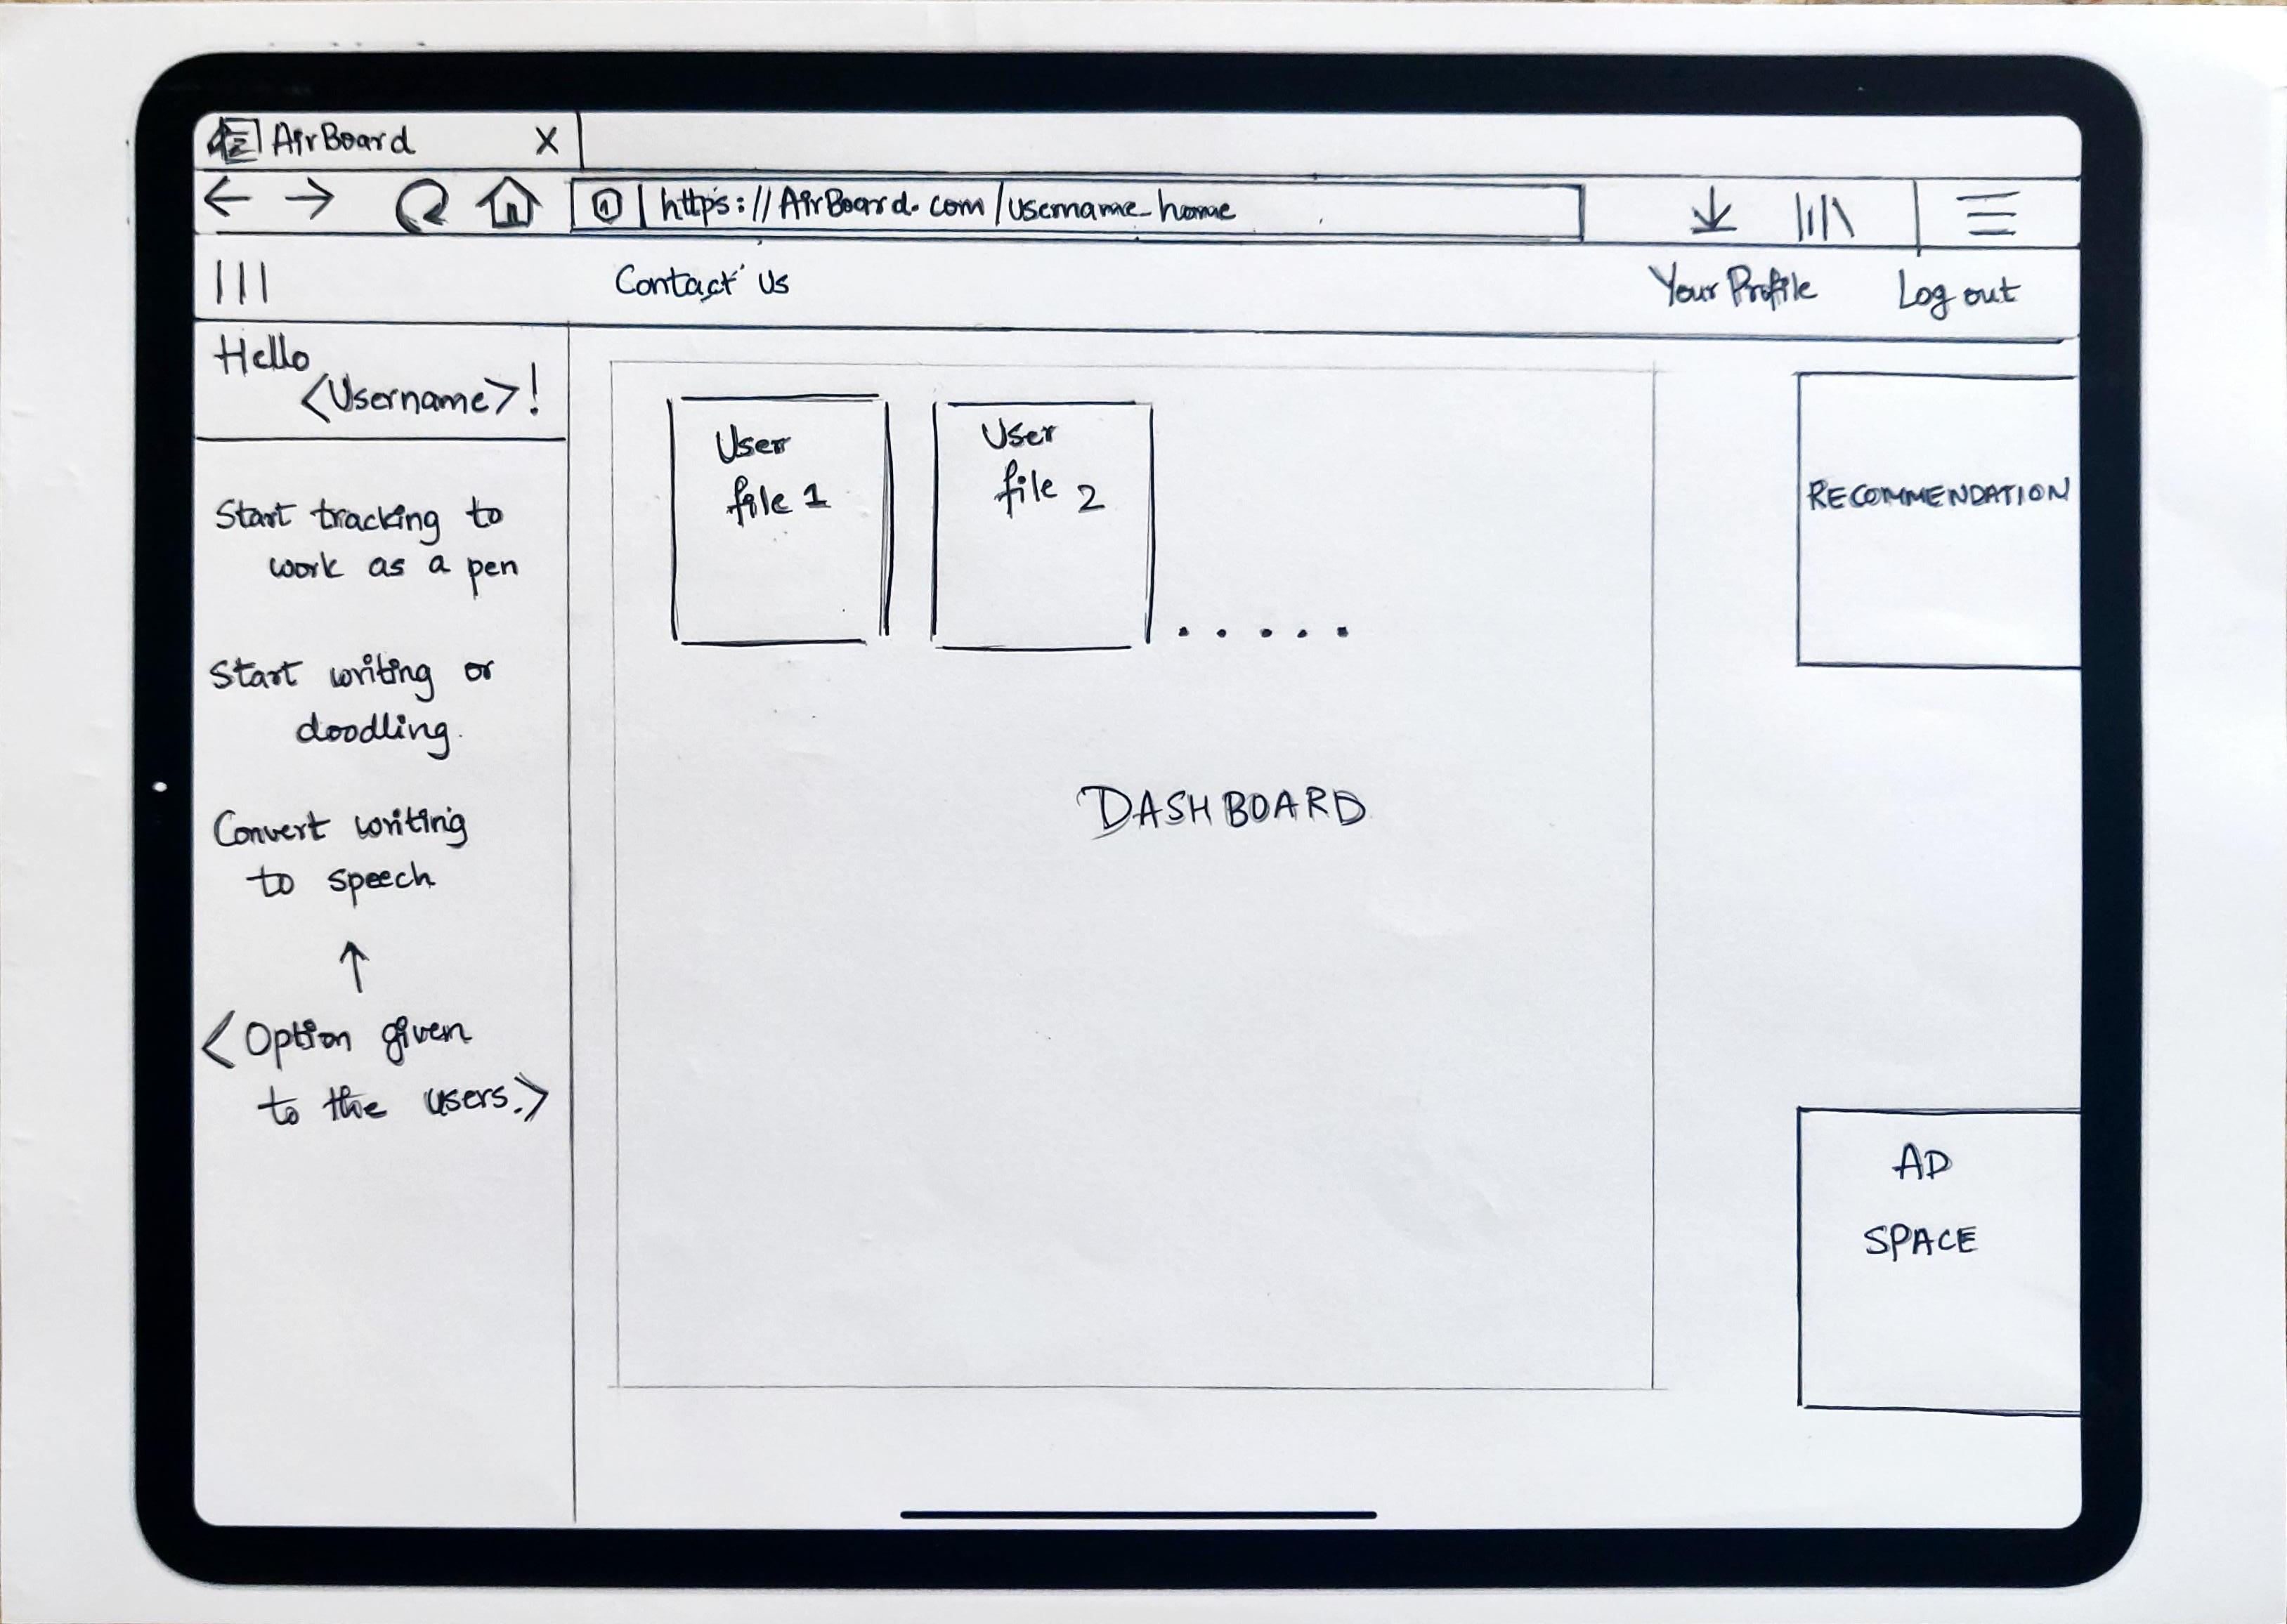 AirBoard X
https://AirBoard.com/username_home
Contact Us Your Profile Log out
Hello
<Username>!
Start tracking to
work as a pen
Start writing or
doodling.
Convert writing
to speech
<Option given
to the users.>
User
file 1
User
file 2
.....
DASHBOARD
RECOMMENDATION
AD
SPACE